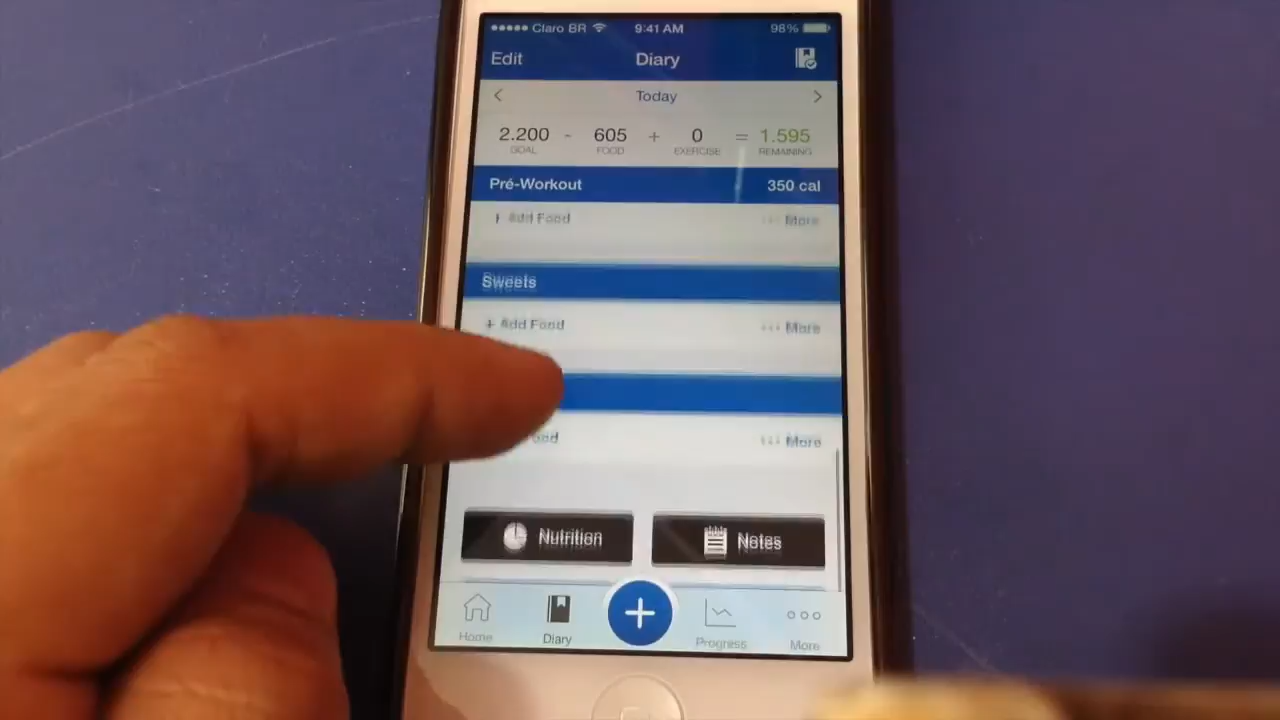 Claro BR 9:41 AM 98%
Edit Diary
Today
2.200 - 605 + 0 = 1.595
GOAL FOOD EXERCISE REMAINING
Pré-Workout 350 cal
+ Add Food ••• More
Sweets
+ Add Food ••• More
ood ••• More
Nutrition Notes
Home Diary Progress More